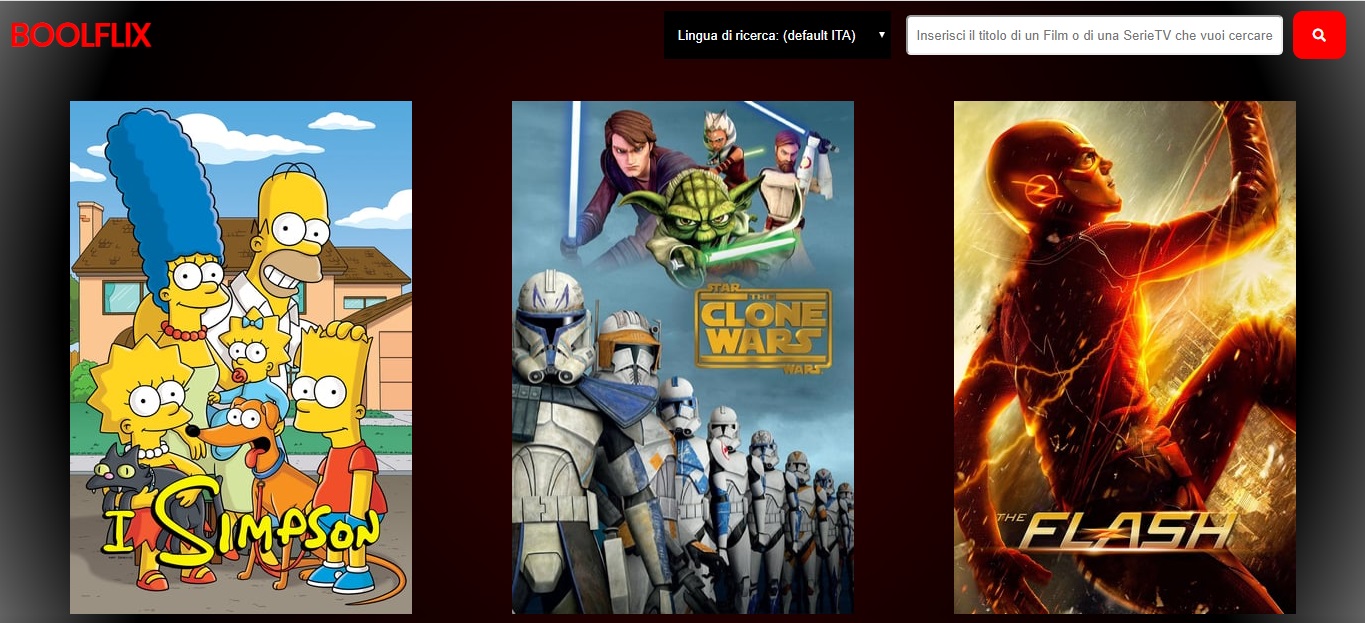 BOOLFLIX
Lingua di ricerca: (default ITA)
Inserisci il titolo di un Film o di una SerieTV che vuoi cercare
I SIMPSON
STAR
THE
CLONE
WARS
WARS
THE FLASH